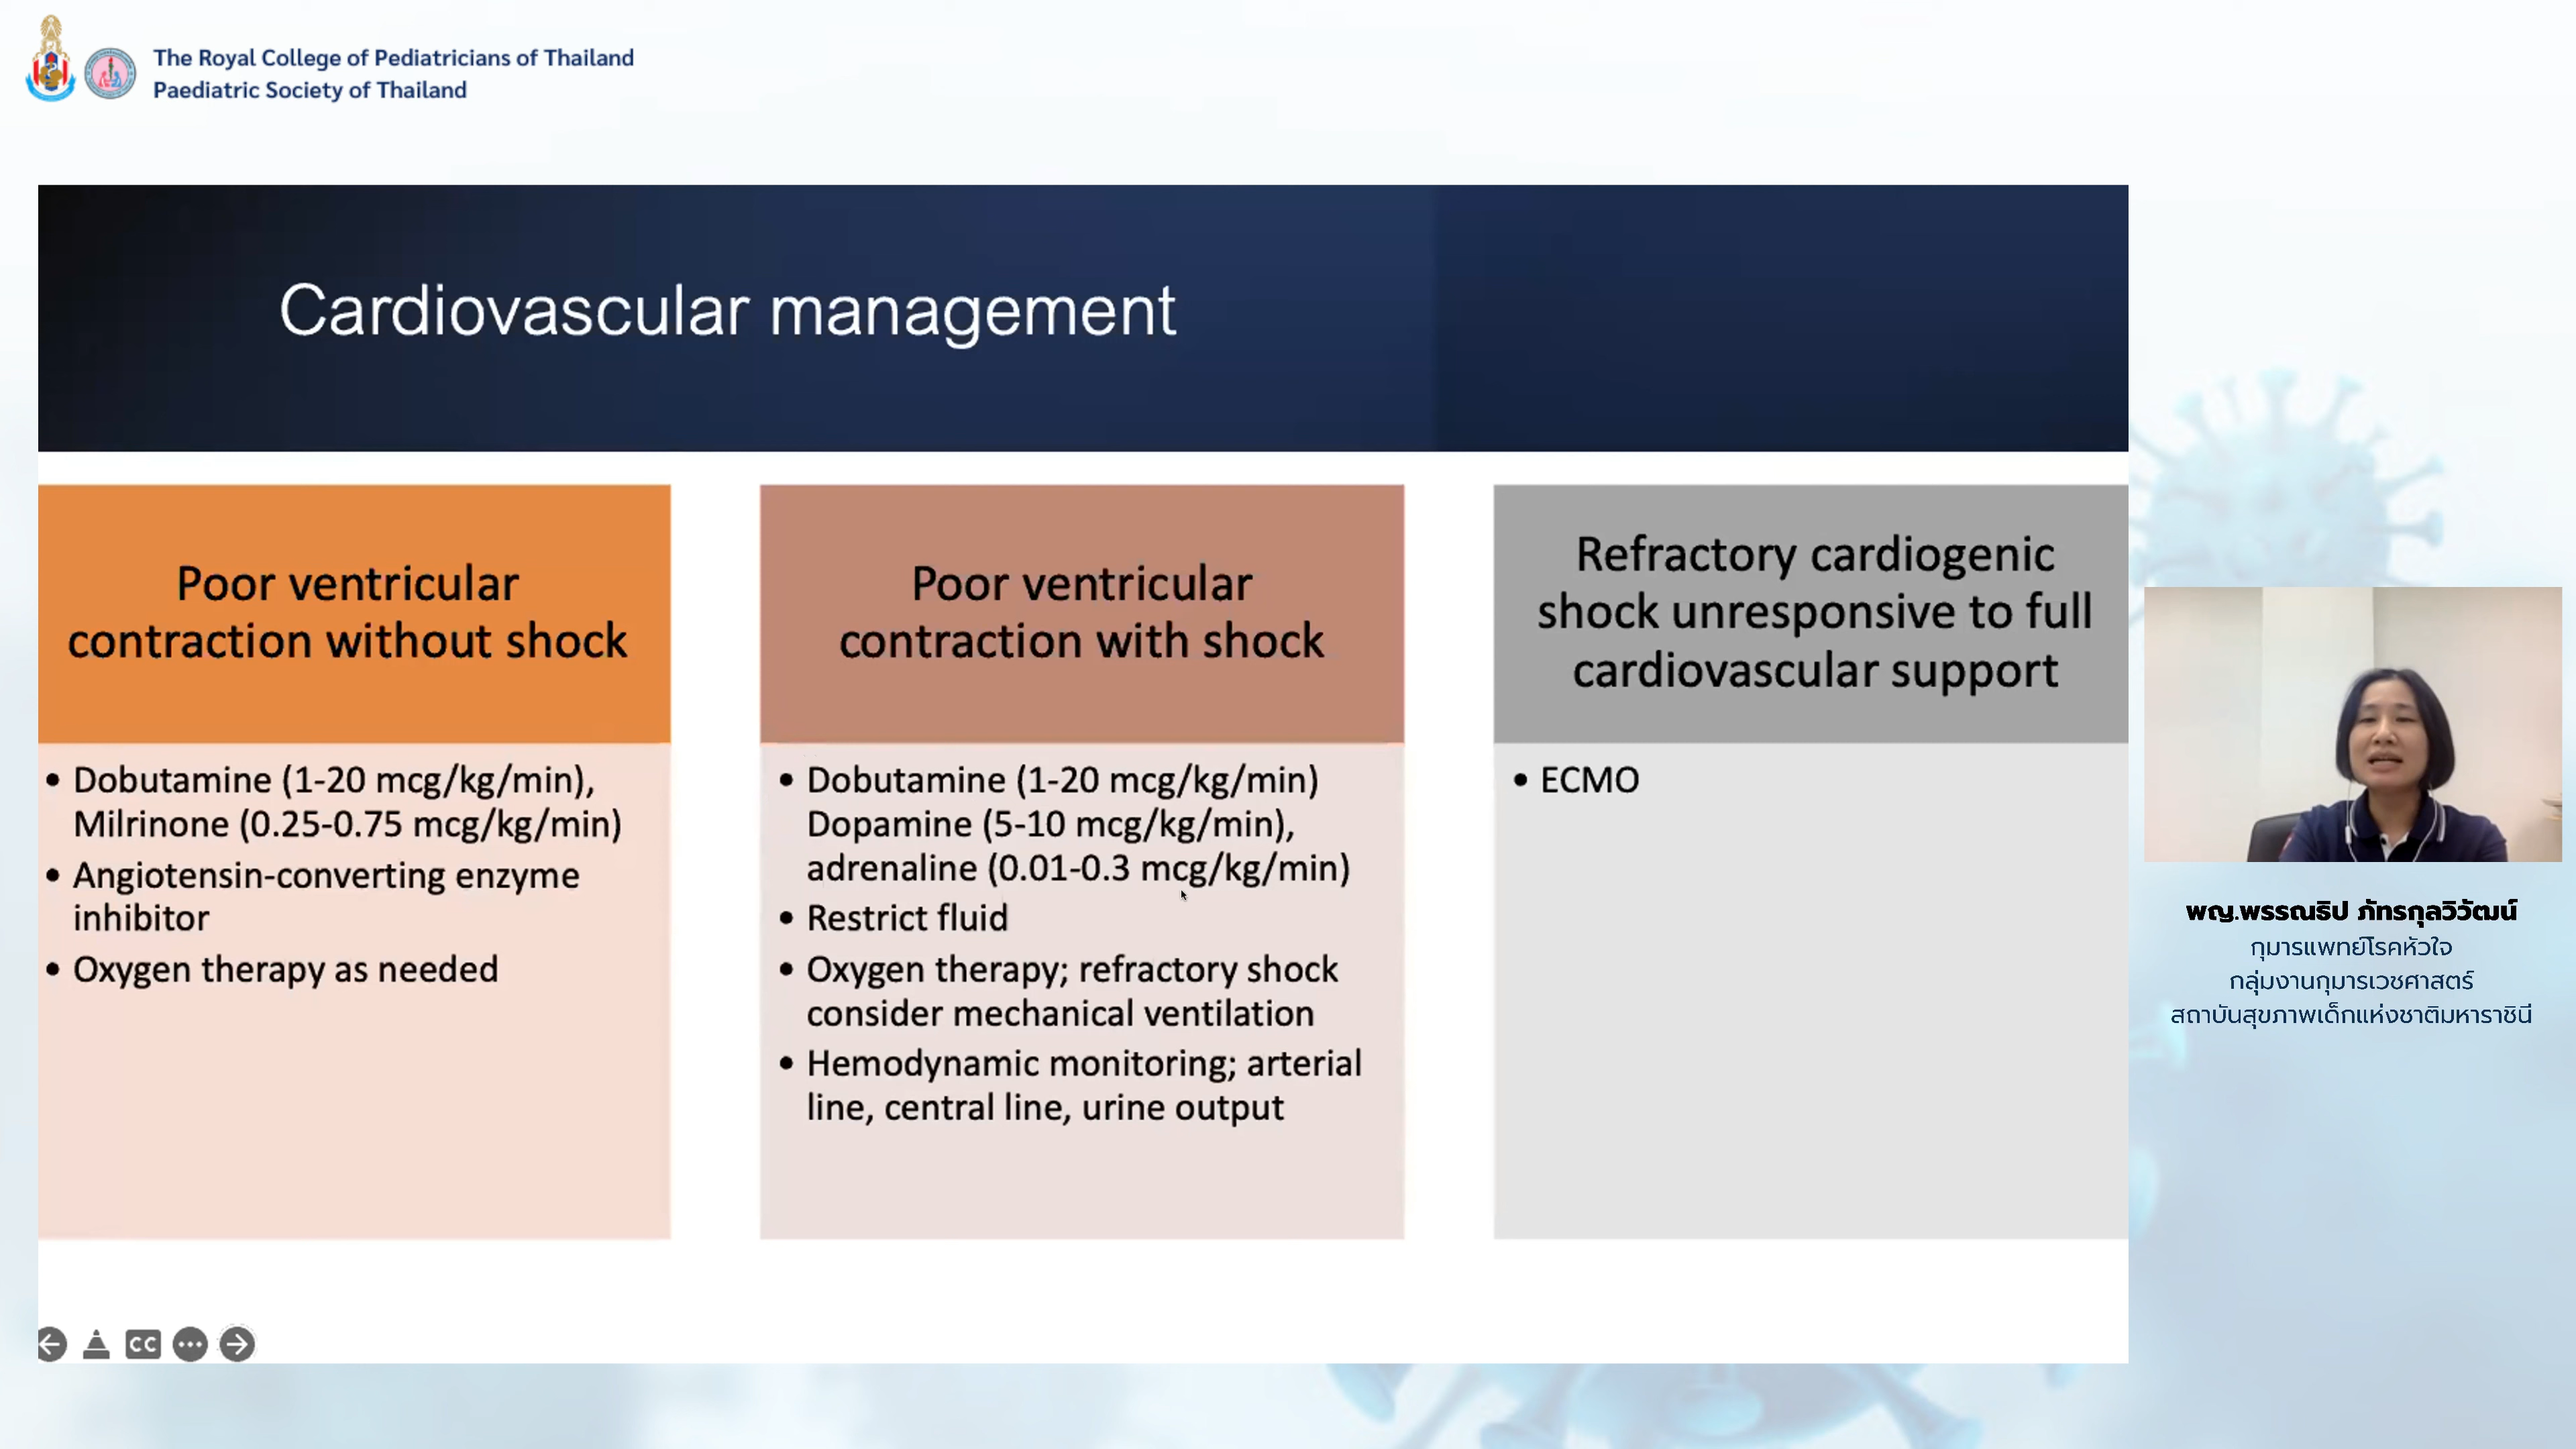 The Royal College of Pediatricians of Thailand
Paediatric Society of Thailand
Cardiovascular management
Poor ventricular
contraction without shock
• Dobutamine (1-20 mcg/kg/min),
Milrinone (0.25-0.75 mcg/kg/min)
• Angiotensin-converting enzyme
inhibitor
• Oxygen therapy as needed
Poor ventricular
contraction with shock
• Dobutamine (1-20 mcg/kg/min)
Dopamine (5-10 mcg/kg/min),
adrenaline (0.01-0.3 mcg/kg/min)
• Restrict fluid
• Oxygen therapy; refractory shock
consider mechanical ventilation
• Hemodynamic monitoring; arterial
line, central line, urine output
Refractory cardiogenic
shock unresponsive to full
cardiovascular support
• ECMO
พญ.พรรณธิป ภัทรกุลวิวัฒน์
กุมารแพทย์โรคหัวใจ
กลุ่มงานกุมารเวชศาสตร์
สถาบันสุขภาพเด็กแห่งชาติมหาราชินี
CC